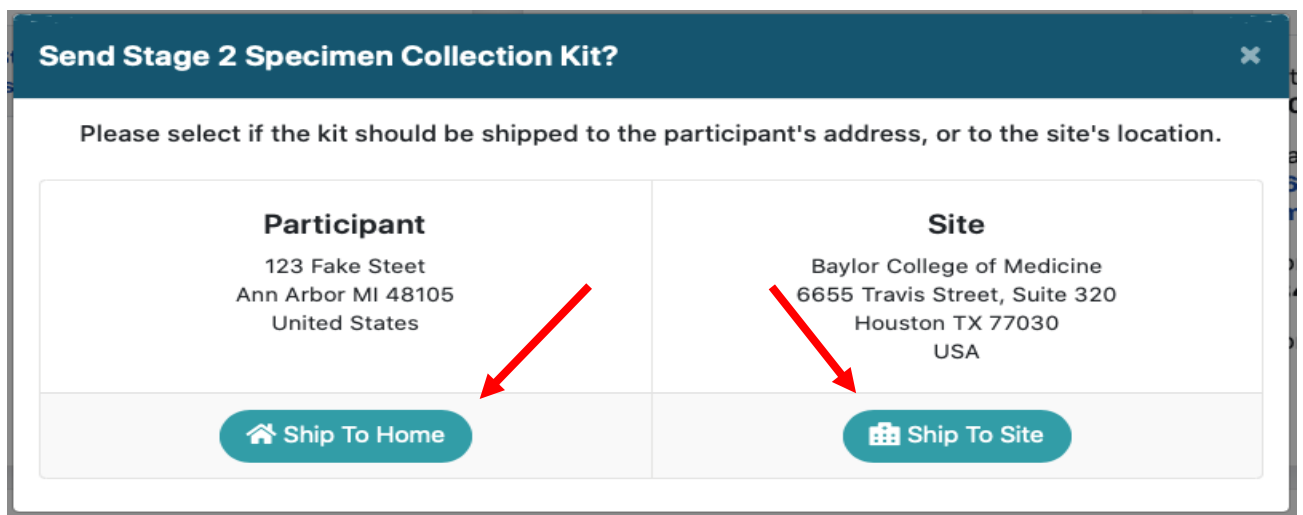 Send Stage 2 Specimen Collection Kit?
Please select if the kit should be shipped to the participant's address, or to the site's location.
Participant
123 Fake Steet
Ann Arbor MI 48105
United States
Ship To Home
Site
Baylor College of Medicine
6655 Travis Street, Suite 320
Houston TX 77030
USA
Ship To Site